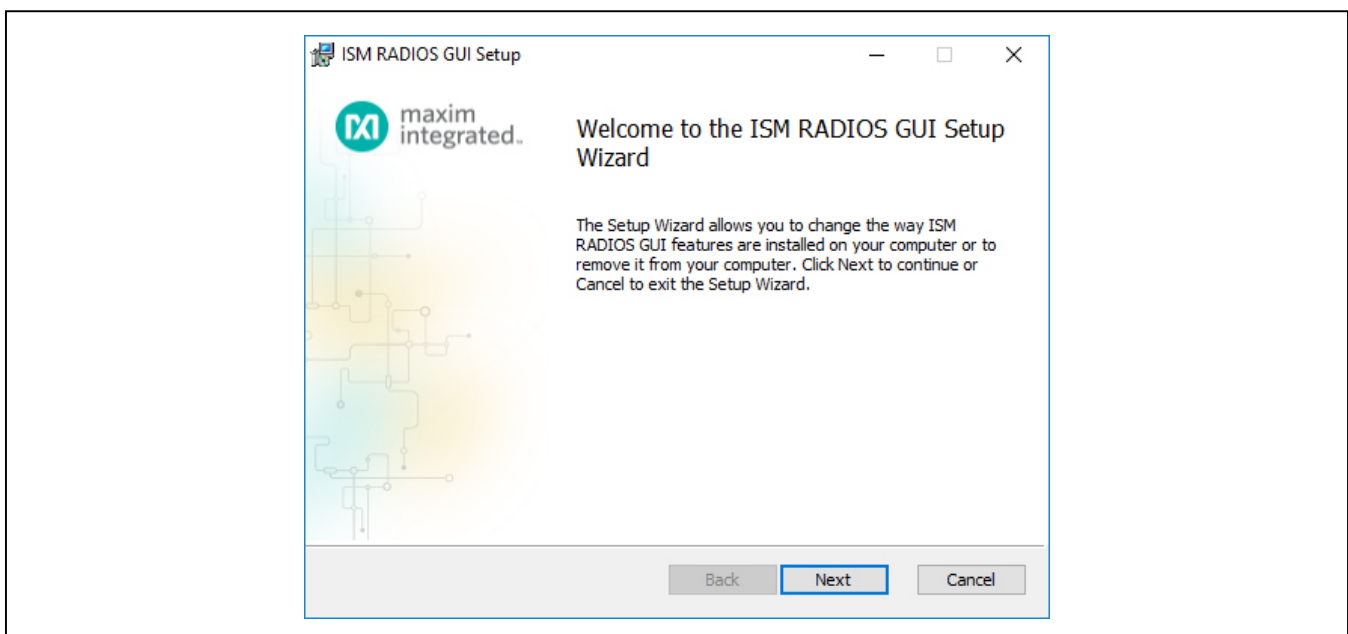 ISM RADIOS GUI Setup
maxim
integrated™
Welcome to the ISM RADIOS GUI Setup
Wizard
The Setup Wizard allows you to change the way ISM
RADIOS GUI features are installed on your computer or to
remove it from your computer. Click Next to continue or
Cancel to exit the Setup Wizard.
Back
Next
Cancel